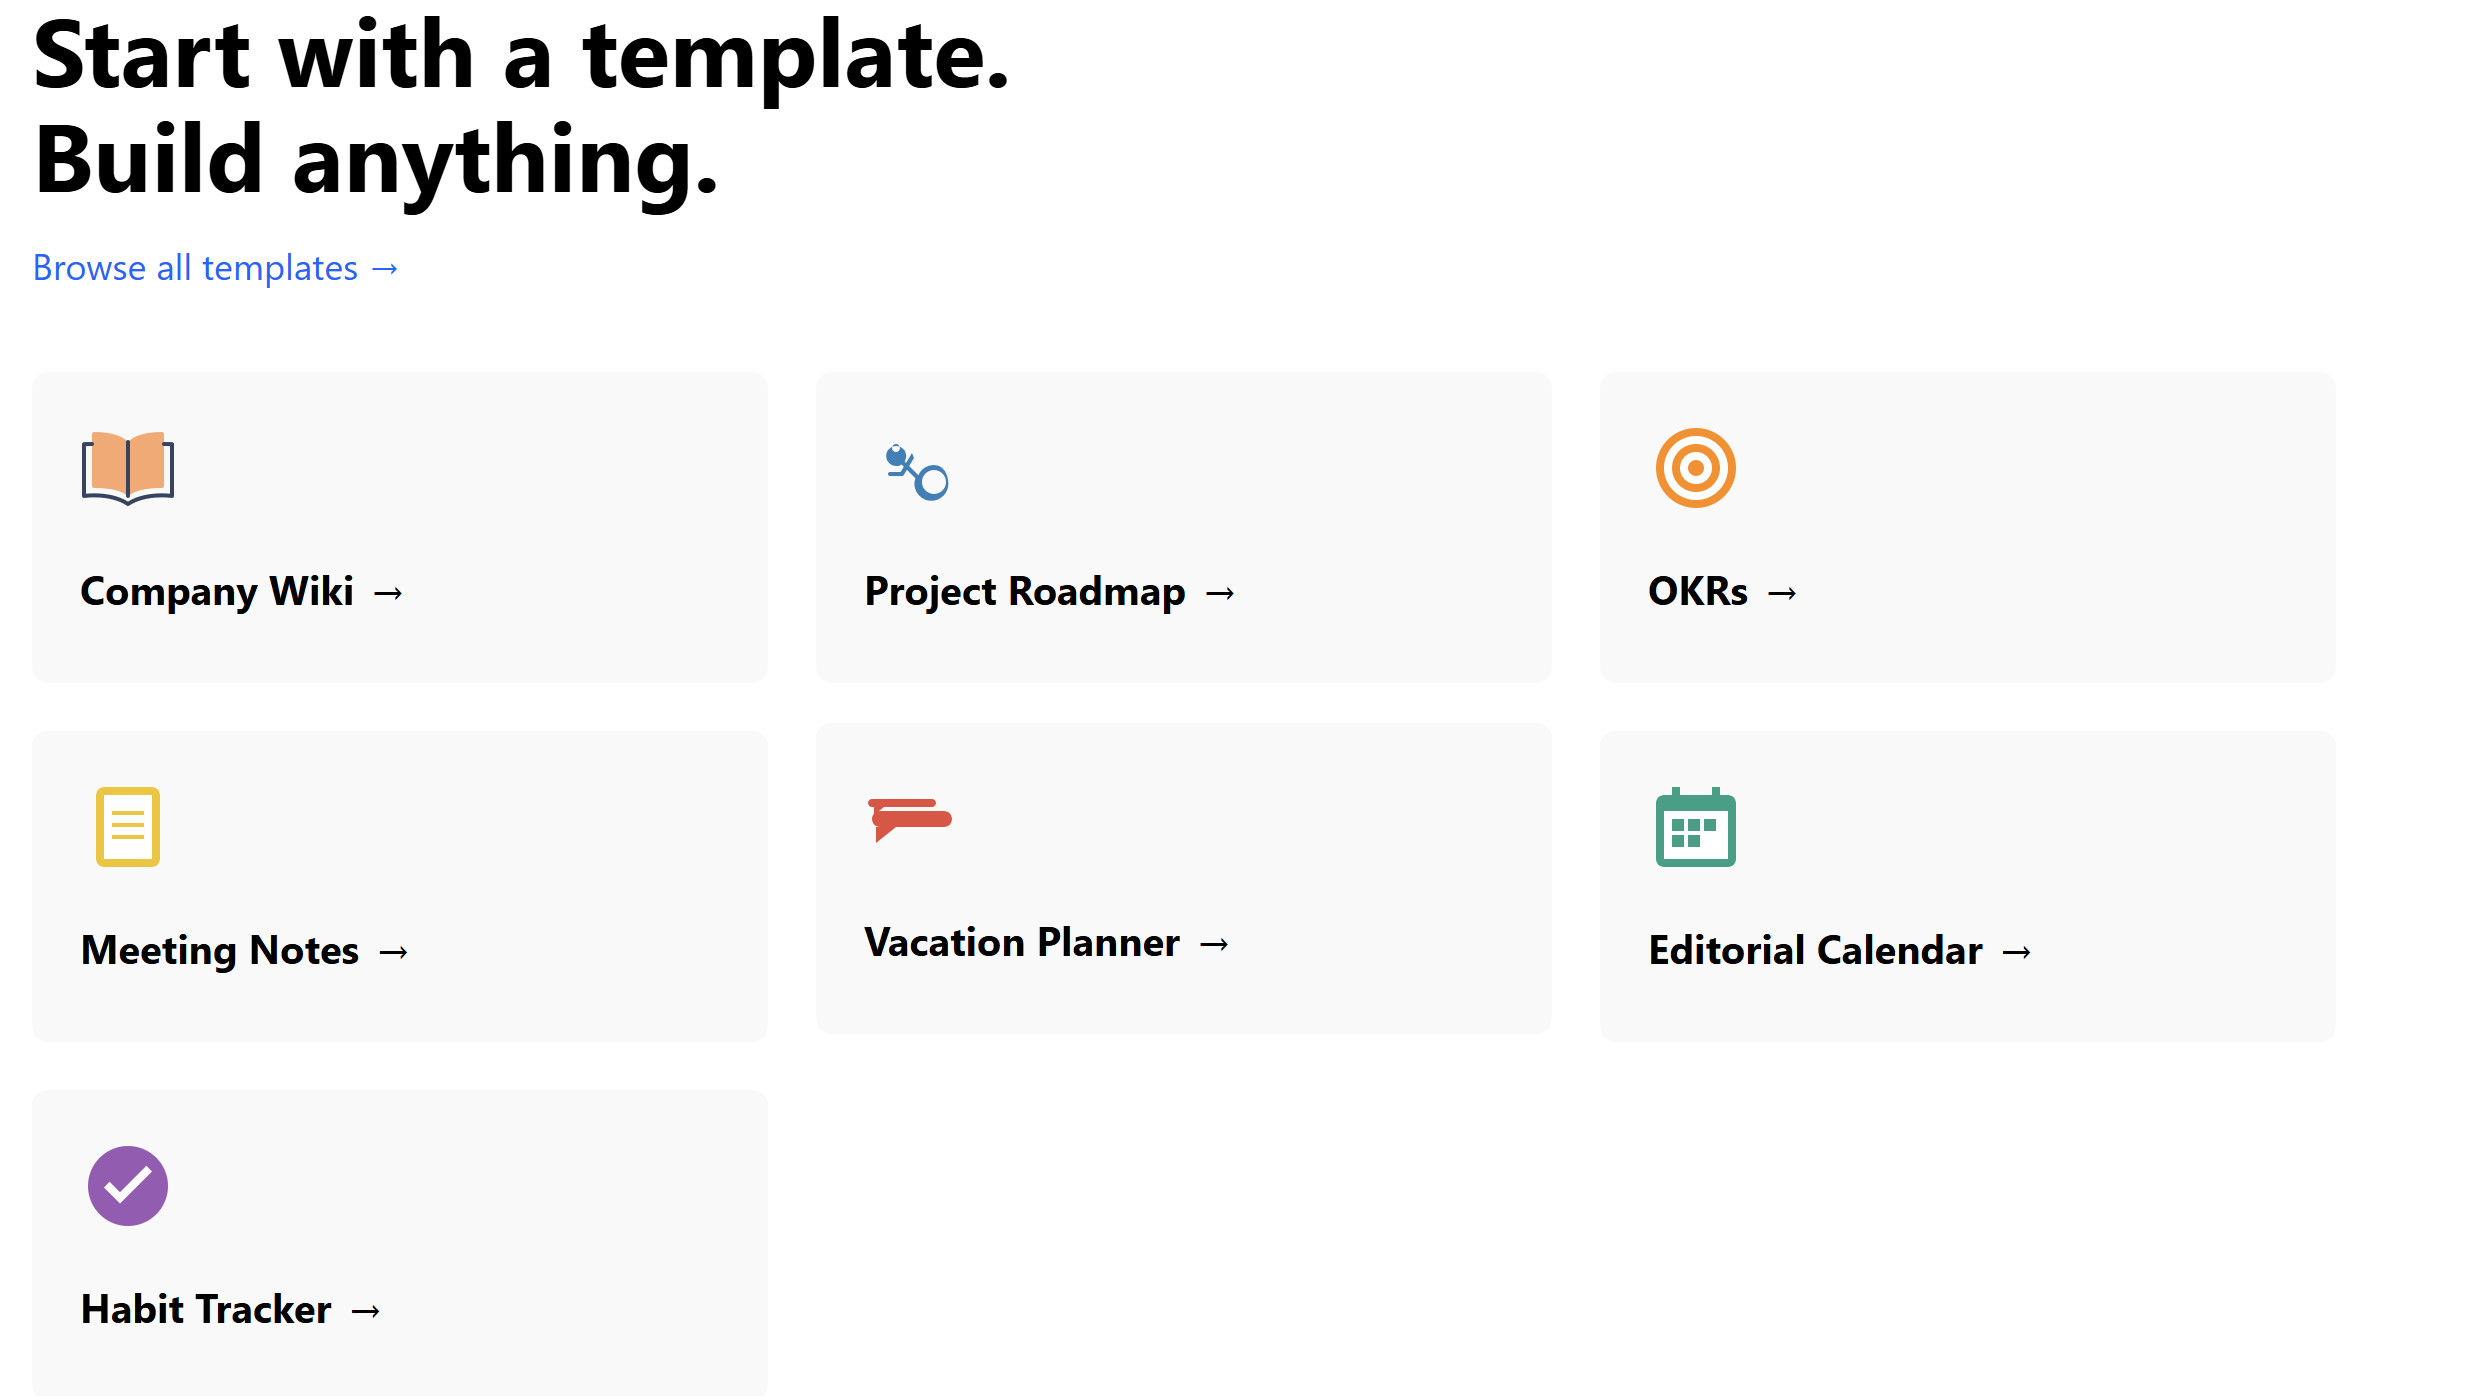 Start with a template.
Build anything.
Browse all templates →
Company Wiki →
Project Roadmap →
OKRs →
Meeting Notes →
Vacation Planner →
Editorial Calendar →
Habit Tracker →